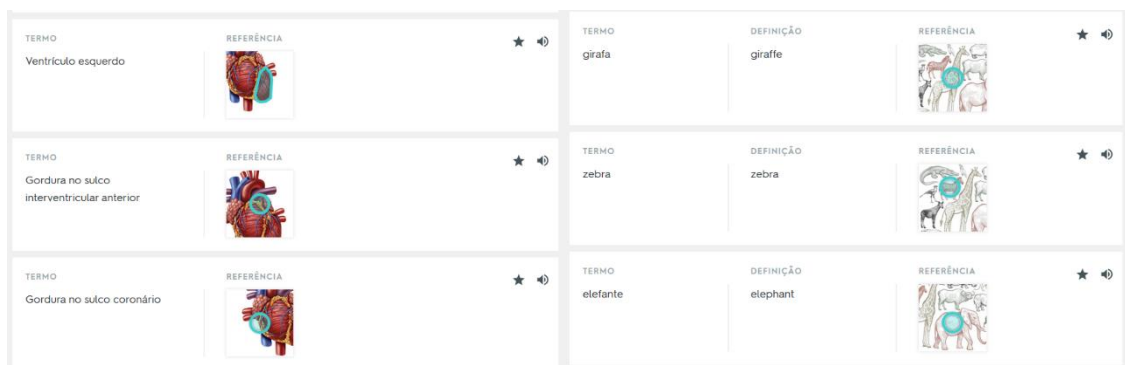 TERMO REFERÊNCIA
Ventrículo esquerdo
TERMO REFERÊNCIA
Gordura no sulco
interventricular anterior
TERMO REFERÊNCIA
Gordura no sulco coronário
TERMO DEFINIÇÃO REFERÊNCIA
girafa giraffe
TERMO DEFINIÇÃO REFERÊNCIA
zebra zebra
TERMO DEFINIÇÃO REFERÊNCIA
elefante elephant